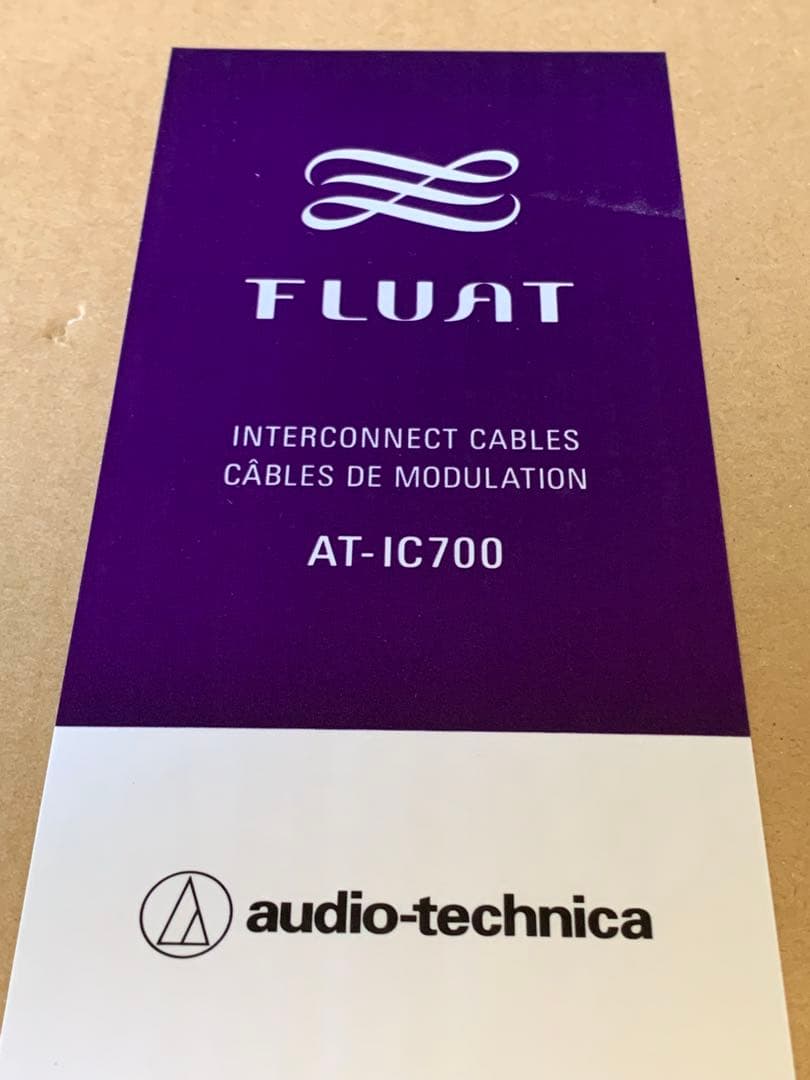 FLUAT
INTERCONNECT CABLES
CÂBLES DE MODULATION
AT-IC700
audio-technica